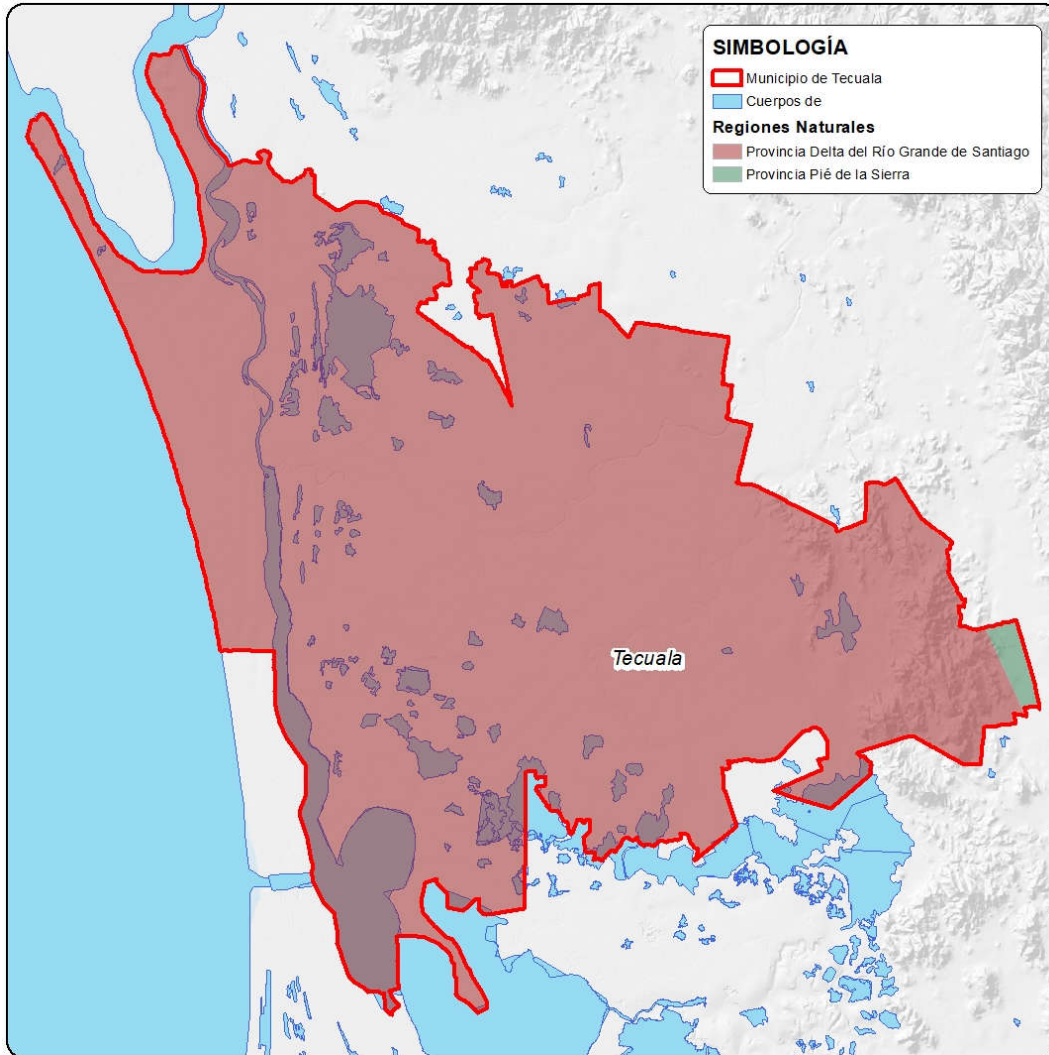 SIMBOLOGÍA
Municipio de Tecuala
Cuerpos de
Regiones Naturales
Provincia Delta del Río Grande de Santiago
Provincia Pié de la Sierra
Tecuala